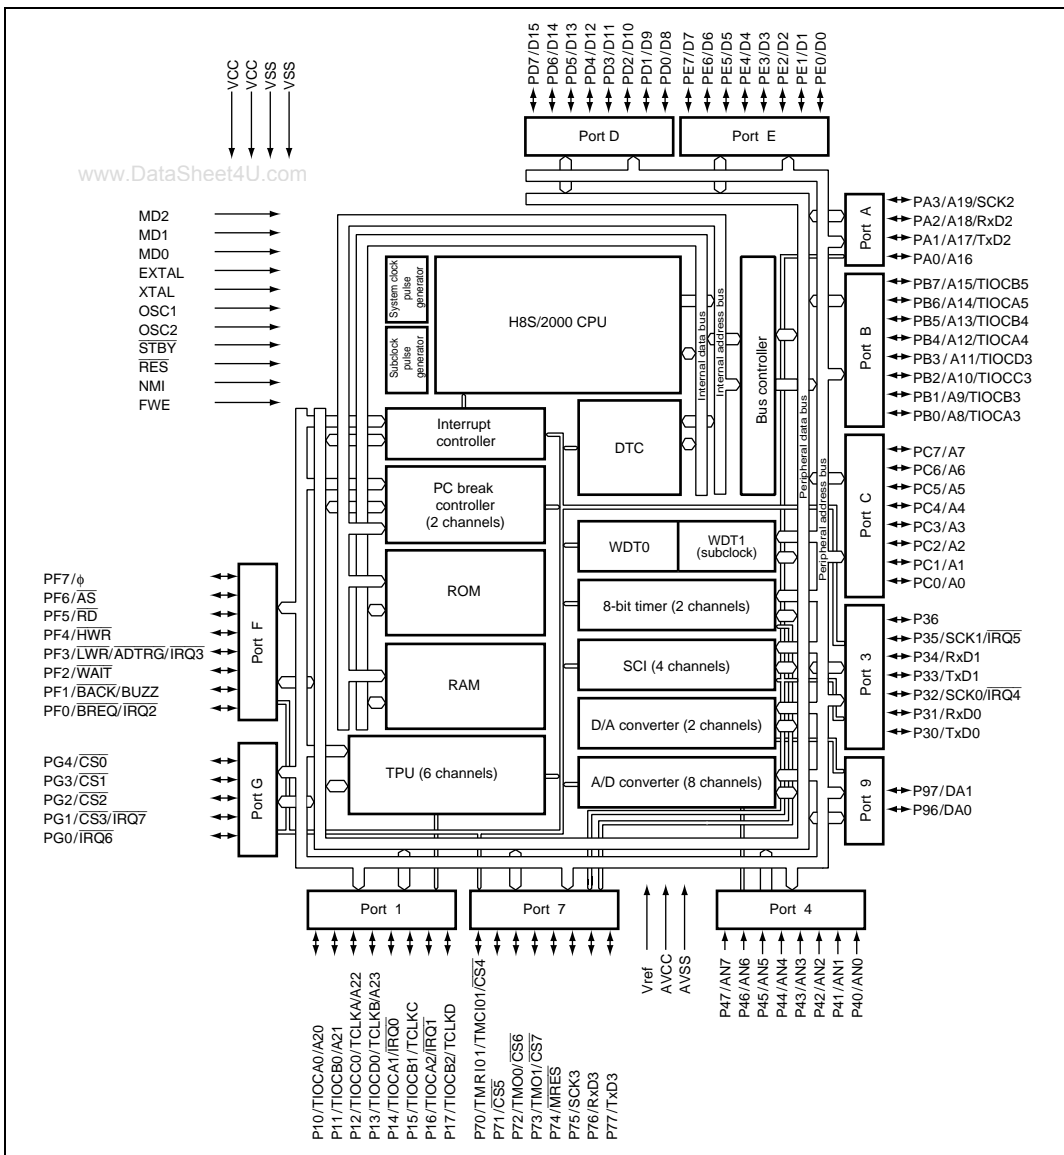 VCC
VCC
VSS
VSS
PD7/D15
PD6/D14
PD5/D13
PD4/D12
PD3/D11
PD2/D10
PD1/D9
PD0/D8
PE7/D7
PE6/D6
PE5/D5
PE4/D4
PE3/D3
PE2/D2
PE1/D1
PE0/D0
Port D
Port E
www.DataSheet4U.com
MD2
MD1
MD0
EXTAL
XTAL
OSC1
OSC2
STBY
RES
NMI
FWE
System clock pulse generator
Subclock pulse generator
H8S/2000 CPU
Internal data bus
Internal address bus
Bus controller
Peripheral data bus
Peripheral address bus
Interrupt controller
DTC
PC break controller (2 channels)
WDT0
WDT1 (subclock)
ROM
8-bit timer (2 channels)
SCI (4 channels)
RAM
D/A converter (2 channels)
TPU (6 channels)
A/D converter (8 channels)
Port A
PA3/A19/SCK2
PA2/A18/RxD2
PA1/A17/TxD2
PA0/A16
Port B
PB7/A15/TIOCB5
PB6/A14/TIOCA5
PB5/A13/TIOCB4
PB4/A12/TIOCA4
PB3 / A11/TIOCD3
PB2/A10/TIOCC3
PB1/A9/TIOCB3
PB0/A8/TIOCA3
Port C
PC7/A7
PC6/A6
PC5/A5
PC4/A4
PC3/A3
PC2/A2
PC1/A1
PC0/A0
Port 3
P36
P35/SCK1/IRQ5
P34/RxD1
P33/TxD1
P32/SCK0/IRQ4
P31/RxD0
P30/TxD0
Port 9
P97/DA1
P96/DA0
PF7/ϕ
PF6/AS
PF5/RD
PF4/HWR
PF3/LWR/ADTRG/IRQ3
PF2/WAIT
PF1/BACK/BUZZ
PF0/BREQ/IRQ2
Port F
PG4/CS0
PG3/CS1
PG2/CS2
PG1/CS3/IRQ7
PG0/IRQ6
Port G
Port 1
Port 7
Port 4
P10/TIOCA0/A20
P11/TIOCB0/A21
P12/TIOCC0/TCLKA/A22
P13/TIOCD0/TCLKB/A23
P14/TIOCA1/IRQ0
P15/TIOCB1/TCLKC
P16/TIOCA2/IRQ1
P17/TIOCB2/TCLKD
P70/TMRI01/TMCI01/CS4
P71/CS5
P72/TMO0/CS6
P73/TMO1/CS7
P74/MRES
P75/SCK3
P76/RxD3
P77/TxD3
Vref
AVCC
AVSS
P47/AN7
P46/AN6
P45/AN5
P44/AN4
P43/AN3
P42/AN2
P41/AN1
P40/AN0